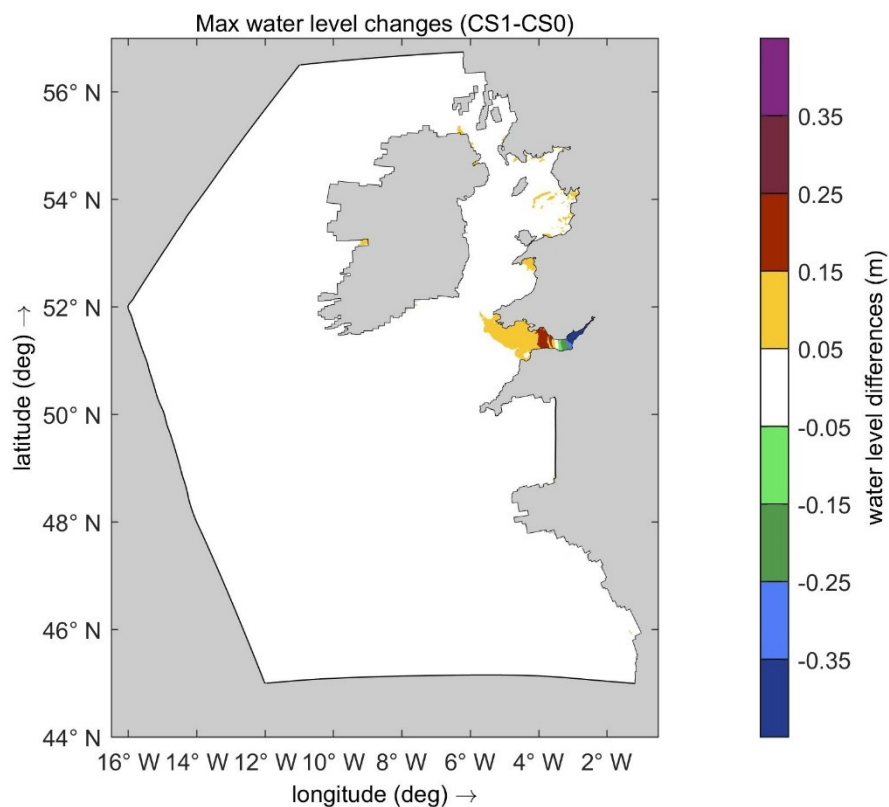 Max water level changes (CS1-CS0)
56° N
54° N
52° N
50° N
48° N
46° N
44° N
latitude (deg) →
16° W 14° W 12° W 10° W 8° W 6° W 4° W 2° W
longitude (deg) →
0.35
0.25
0.15
0.05
-0.05
-0.15
-0.25
-0.35
water level differences (m)